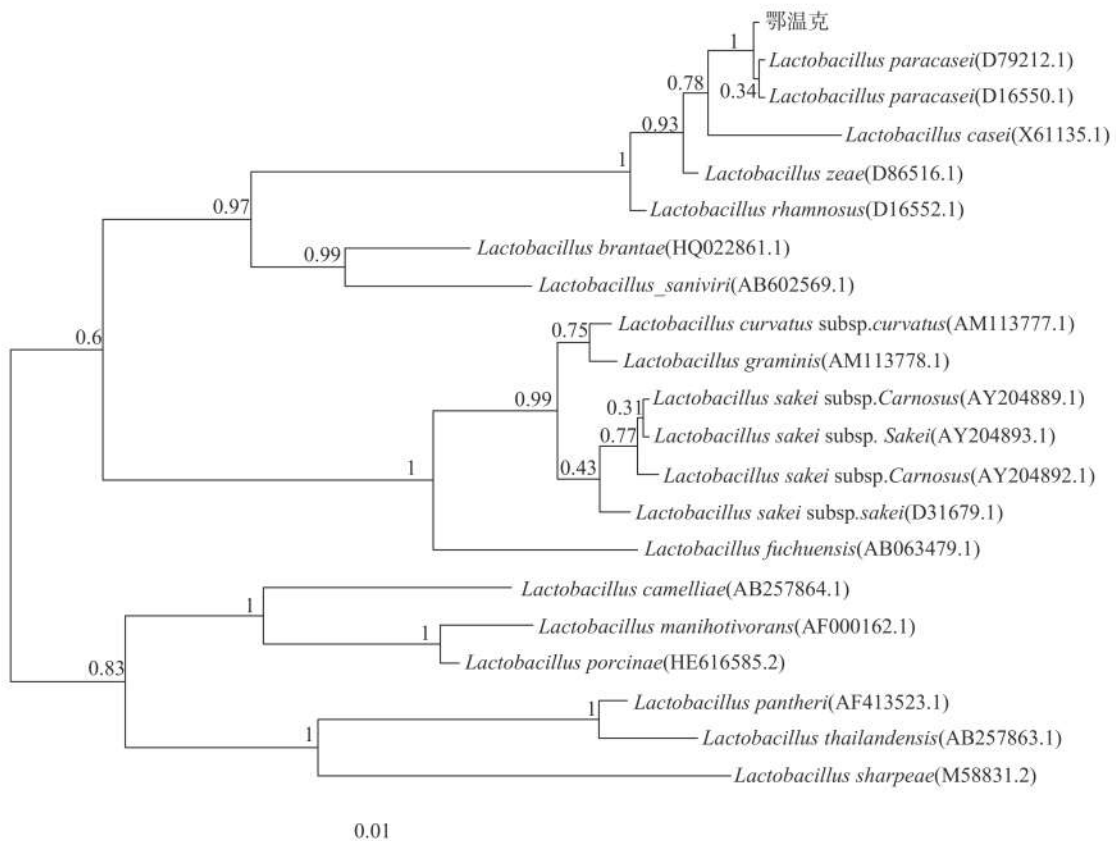 鄂温克
1
Lactobacillus paracasei(D79212.1)
0.78
0.34
Lactobacillus paracasei(D16550.1)
0.93
Lactobacillus casei(X61135.1)
1
Lactobacillus zeae(D86516.1)
0.97
Lactobacillus rhamnosus(D16552.1)
0.99
Lactobacillus brantae(HQ022861.1)
Lactobacillus_saniviri(AB602569.1)
0.6
0.75
Lactobacillus curvatus subsp.curvatus(AM113777.1)
Lactobacillus graminis(AM113778.1)
0.99
0.31
Lactobacillus sakei subsp.Carnosus(AY204889.1)
0.77
Lactobacillus sakei subsp. Sakei(AY204893.1)
1
0.43
Lactobacillus sakei subsp.Carnosus(AY204892.1)
Lactobacillus sakei subsp.sakei(D31679.1)
Lactobacillus fuchuensis(AB063479.1)
1
Lactobacillus camelliae(AB257864.1)
1
Lactobacillus manihotivorans(AF000162.1)
0.83
Lactobacillus porcinae(HE616585.2)
1
Lactobacillus pantheri(AF413523.1)
1
Lactobacillus thailandensis(AB257863.1)
Lactobacillus sharpeae(M58831.2)
0.01